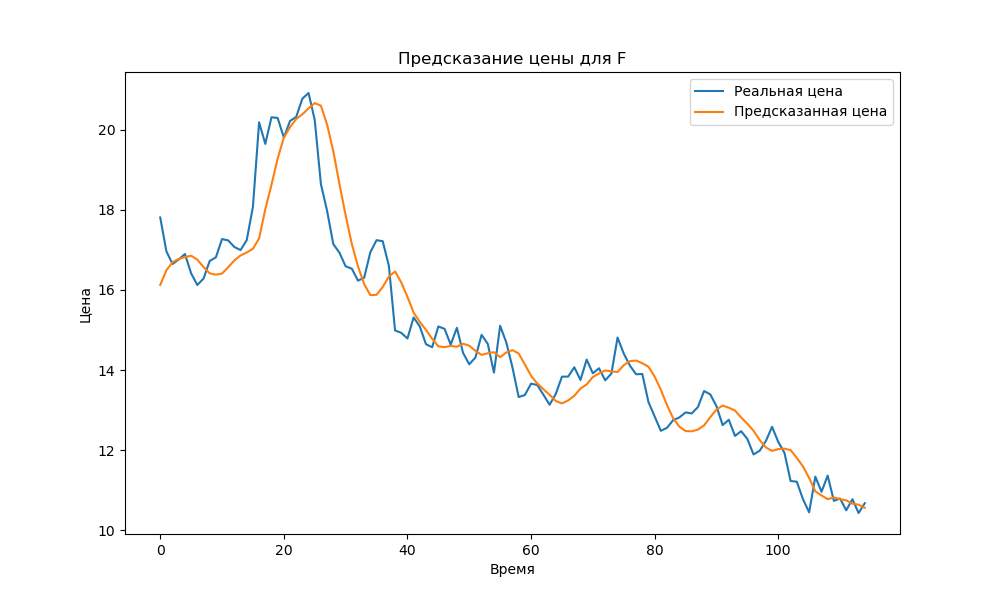 Предсказание цены для F
Реальная цена
Предсказанная цена
Цена
20
18
16
14
12
10
0 20 40 60 80 100
Время